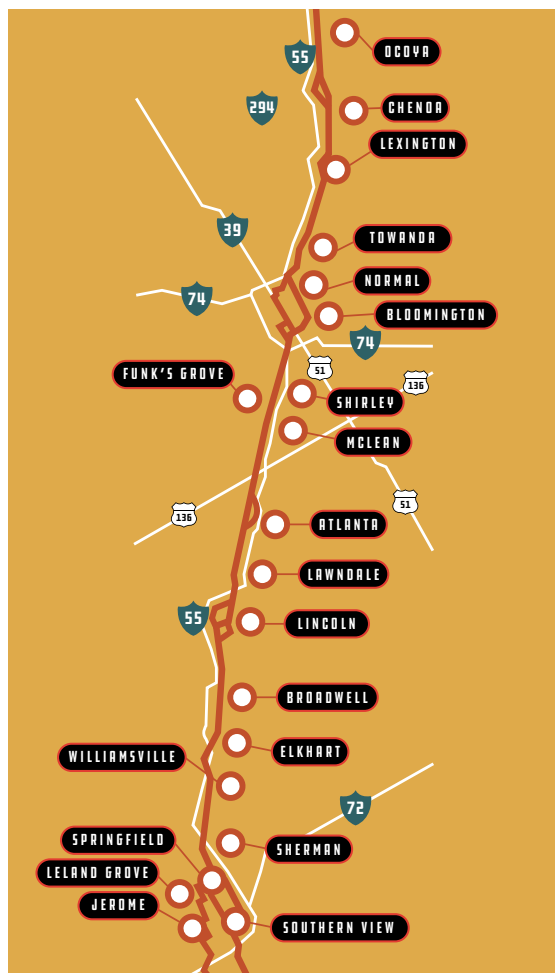 OCOYA
55
CHENOA
294
LEXINGTON
39
TOWANDA
NORMAL
74
BLOOMINGTON
74
51
FUNK'S GROVE
136
SHIRLEY
MCLEAN
51
136
ATLANTA
LAWNDALE
55
LINCOLN
BROADWELL
ELKHART
WILLIAMSVILLE
72
SPRINGFIELD
SHERMAN
LELAND GROVE
JEROME
SOUTHERN VIEW